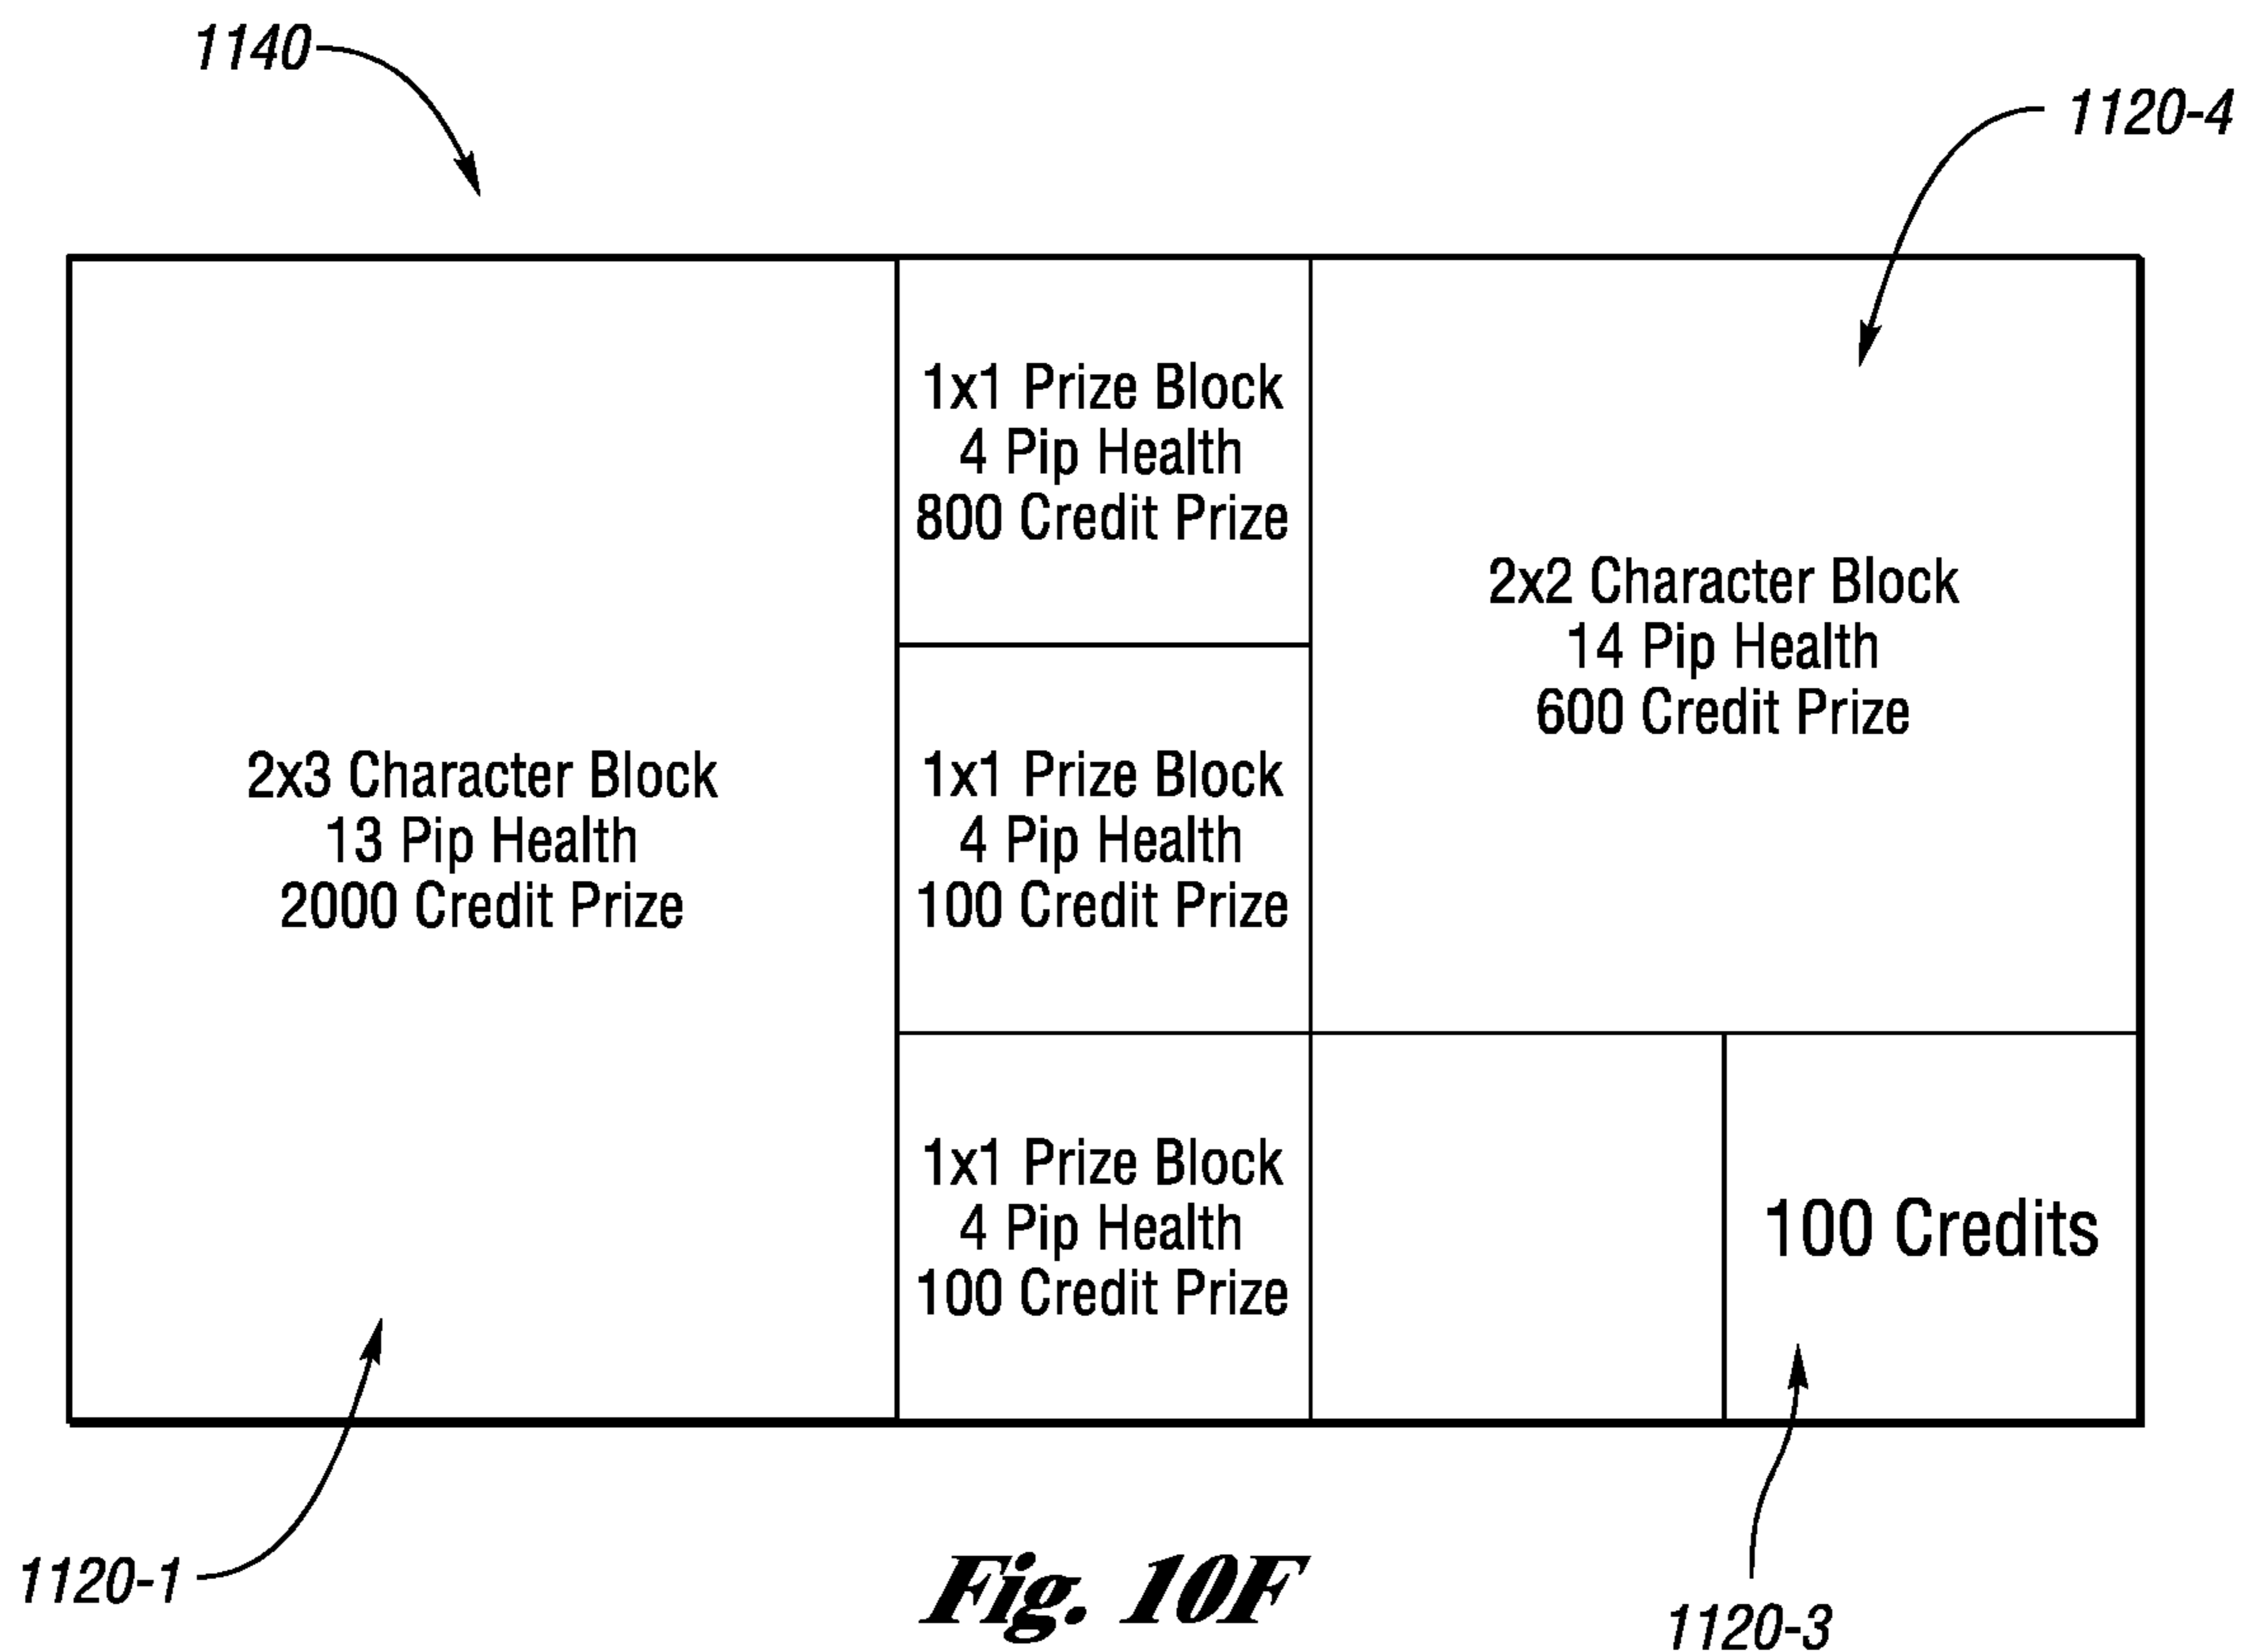 1140
1120-4
1x1 Prize Block
4 Pip Health
800 Credit Prize
2x2 Character Block
14 Pip Health
600 Credit Prize
2x3 Character Block
13 Pip Health
2000 Credit Prize
1x1 Prize Block
4 Pip Health
100 Credit Prize
1x1 Prize Block
4 Pip Health
100 Credit Prize
100 Credits
1120-1
1120-3
Fig. 10F